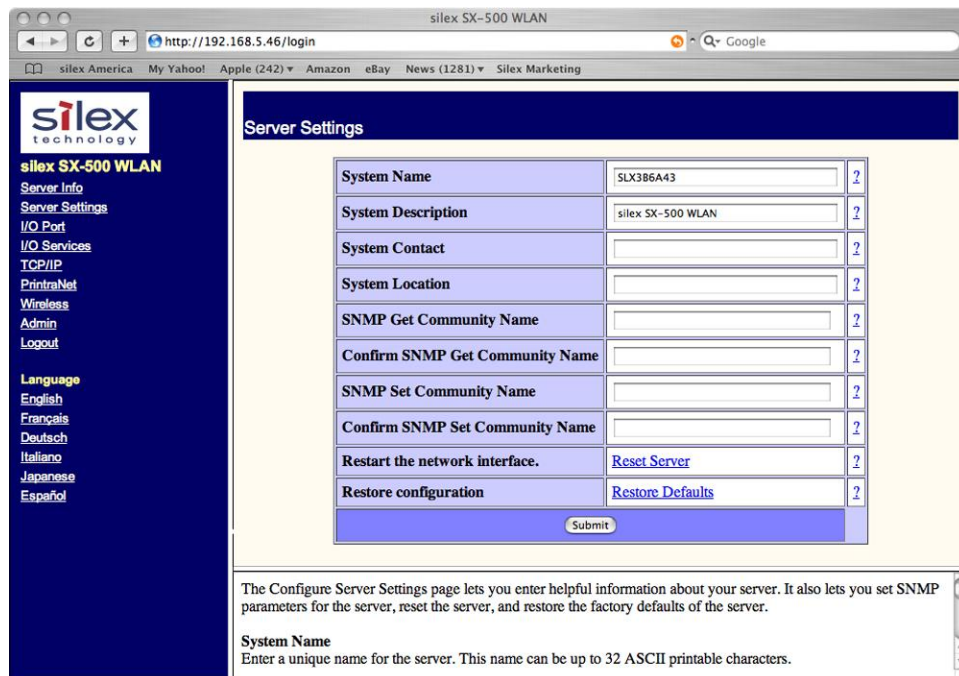 silex SX-500 WLAN
http://192.168.5.46/login
Google
silex America My Yahoo! Apple (242) Amazon eBay News (1281) Silex Marketing
silex
technology
silex SX-500 WLAN
Server Info
Server Settings
I/O Port
I/O Services
TCP/IP
PrintraNet
Wireless
Admin
Logout
Language
English
Français
Deutsch
Italiano
Japanese
Español
Server Settings
System Name SLX3B6A43 ?
System Description silex SX-500 WLAN ?
System Contact ?
System Location ?
SNMP Get Community Name ?
Confirm SNMP Get Community Name ?
SNMP Set Community Name ?
Confirm SNMP Set Community Name ?
Restart the network interface. Reset Server ?
Restore configuration Restore Defaults ?
Submit
The Configure Server Settings page lets you enter helpful information about your server. It also lets you set SNMP
parameters for the server, reset the server, and restore the factory defaults of the server.
System Name
Enter a unique name for the server. This name can be up to 32 ASCII printable characters.